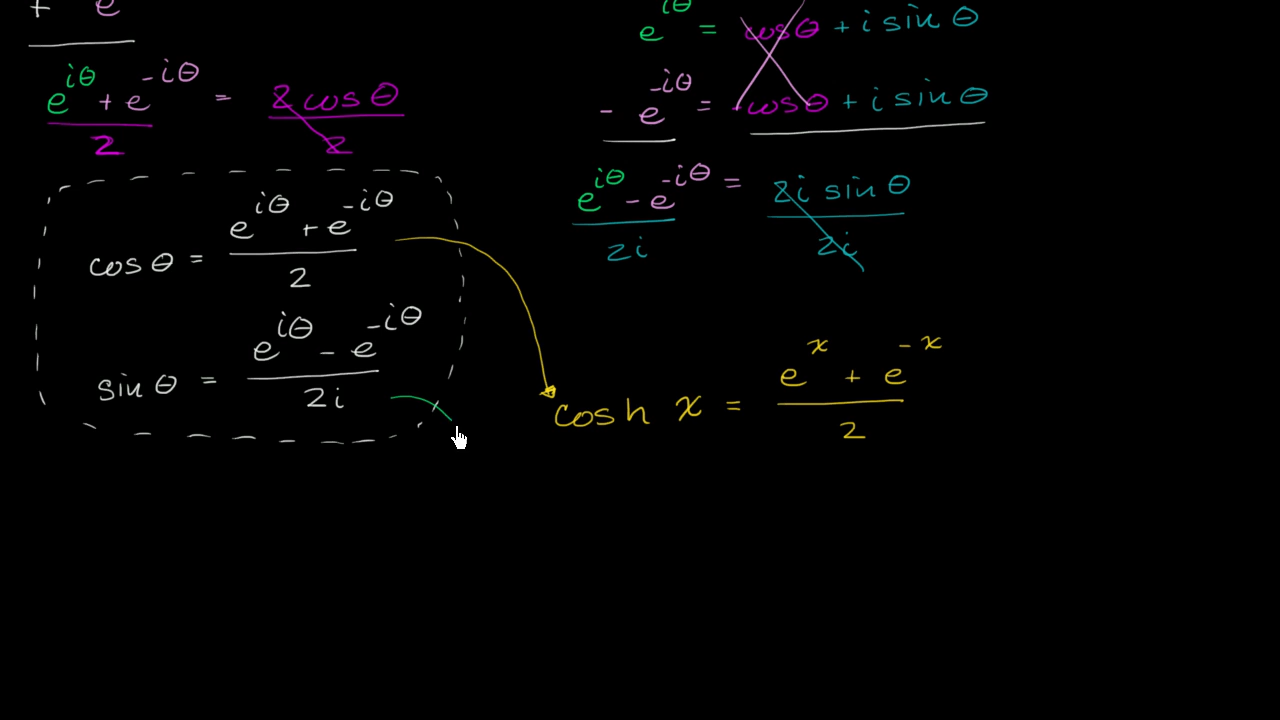 + e
e^{iθ} + e^{-iθ} / 2 = 2 cos θ / 2
cos θ = e^{iθ} + e^{-iθ} / 2
sin θ = e^{iθ} - e^{-iθ} / 2i
e^{iθ} = cos θ + i sin θ
- e^{-iθ} = - cos θ + i sin θ
e^{iθ} - e^{-iθ} / 2i = 2i sin θ / 2i
cosh x = e^{x} + e^{-x} / 2